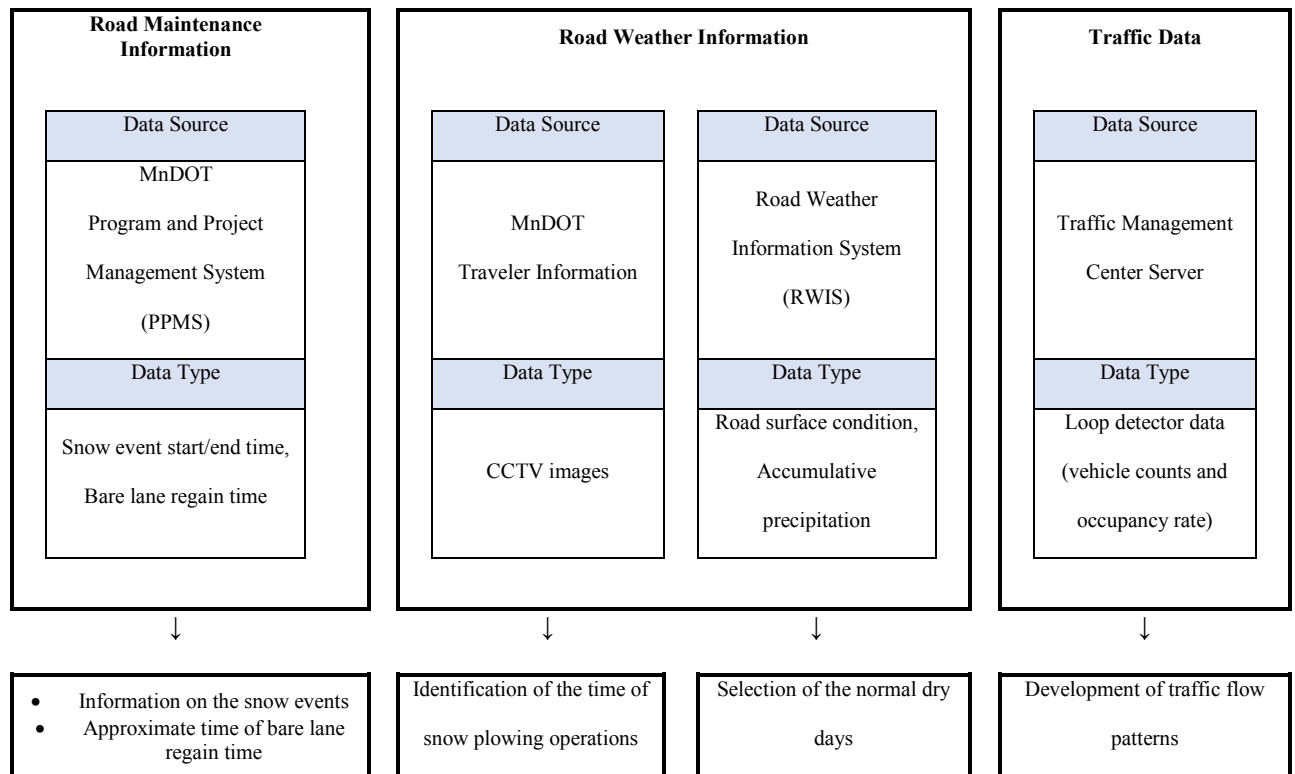 Road Maintenance
Information
Data Source
MnDOT
Program and Project
Management System
(PPMS)
Data Type
Snow event start/end time,
Bare lane regain time
↓
• Information on the snow events
• Approximate time of bare lane
regain time
Road Weather Information
Data Source
MnDOT
Traveler Information
Data Type
CCTV images
↓
Identification of the time of
snow plowing operations
Data Source
Road Weather
Information System
(RWIS)
Data Type
Road surface condition,
Accumulative
precipitation
↓
Selection of the normal dry
days
Traffic Data
Data Source
Traffic Management
Center Server
Data Type
Loop detector data
(vehicle counts and
occupancy rate)
↓
Development of traffic flow
patterns